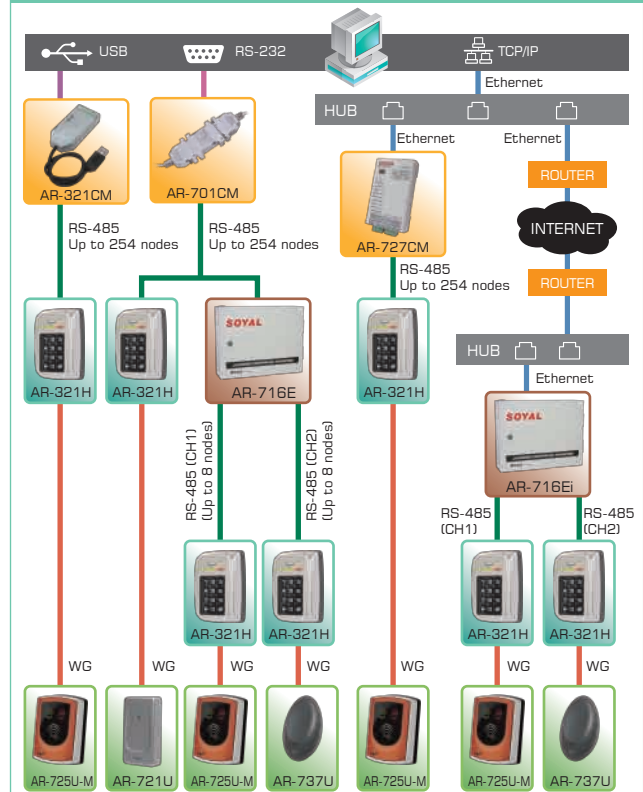 USB
RS-232
TCP/IP
Ethernet
HUB
Ethernet
Ethernet
AR-321CM
AR-701CM
AR-727CM
ROUTER
INTERNET
ROUTER
RS-485
Up to 254 nodes
RS-485
Up to 254 nodes
RS-485
Up to 254 nodes
AR-321H
AR-321H
SOYAL
AR-716E
AR-321H
HUB
Ethernet
SOYAL
AR-716Ei
RS-485 (CH1)
(Up to 8 nodes)
RS-485 (CH2)
(Up to 8 nodes)
RS-485
(CH1)
RS-485
(CH2)
AR-321H
AR-321H
AR-321H
AR-321H
WG
WG
WG
WG
WG
WG
WG
AR-725U-M
AR-721U
AR-725U-M
AR-737U
AR-725U-M
AR-725U-M
AR-737U